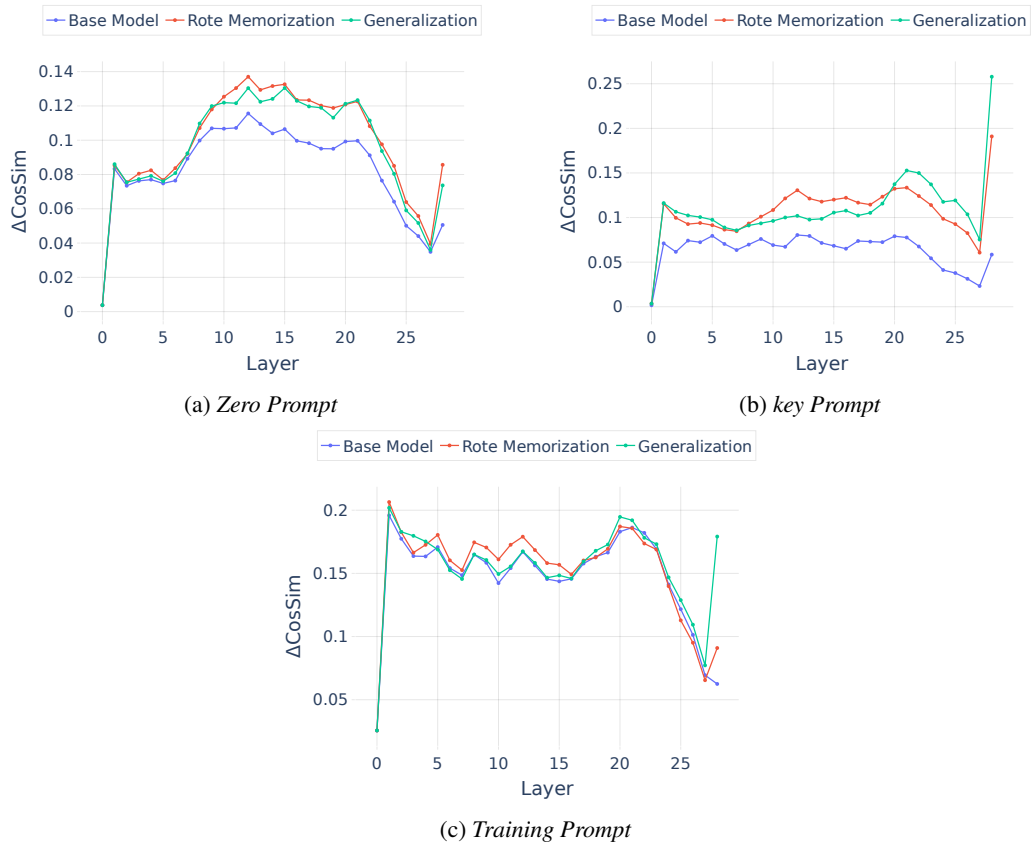 Base Model Rote Memorization Generalization
0.14
0.12
0.1
0.08
0.06
0.04
0.02
0
ΔCosSim
0 5 10 15 20 25
Layer
(a) Zero Prompt
Base Model Rote Memorization Generalization
0.25
0.2
0.15
0.1
0.05
0
ΔCosSim
0 5 10 15 20 25
Layer
(b) key Prompt
Base Model Rote Memorization Generalization
0.2
0.15
0.1
0.05
ΔCosSim
0 5 10 15 20 25
Layer
(c) Training Prompt